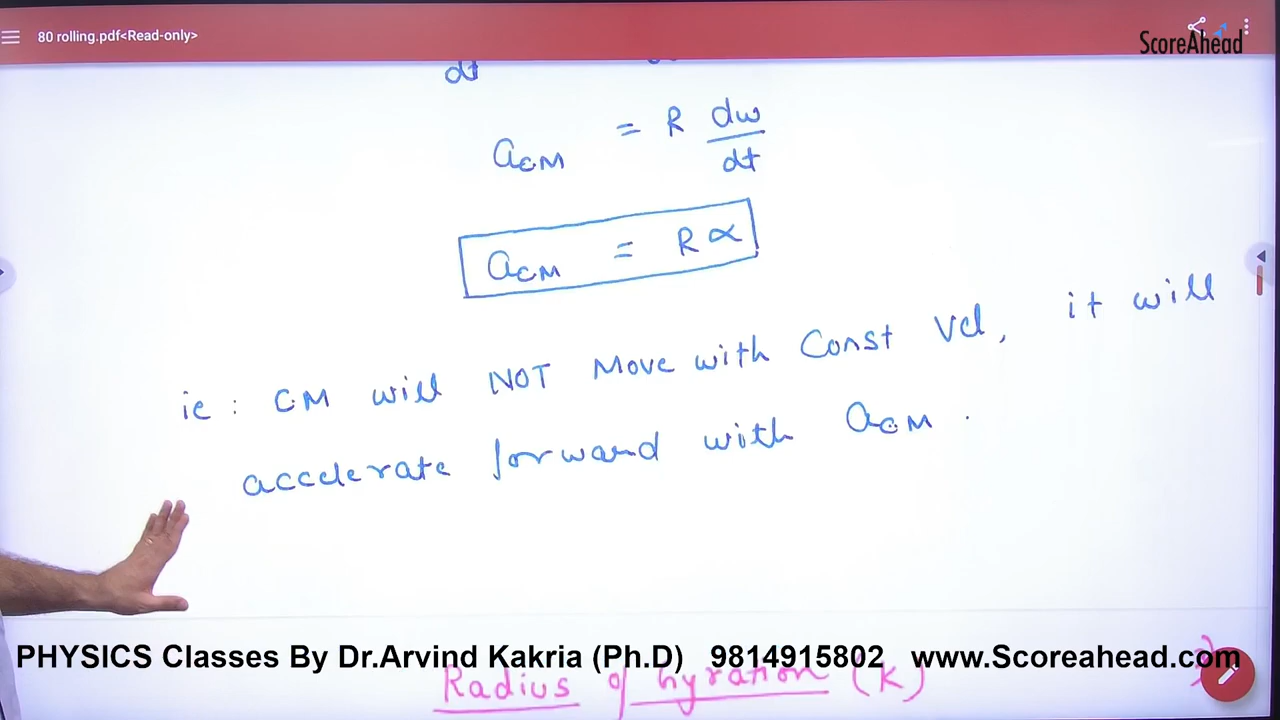 80 rolling.pdf<Read-only>
ScoreAhead
dt
aCM = R dω/dt
aCM = R α
ie : CM will NOT Move with Const Vel, it will
accelerate forward with aCM .
PHYSICS Classes By Dr.Arvind Kakria (Ph.D) 9814915802 www.Scoreahead.com
Radius of Gyration (K)